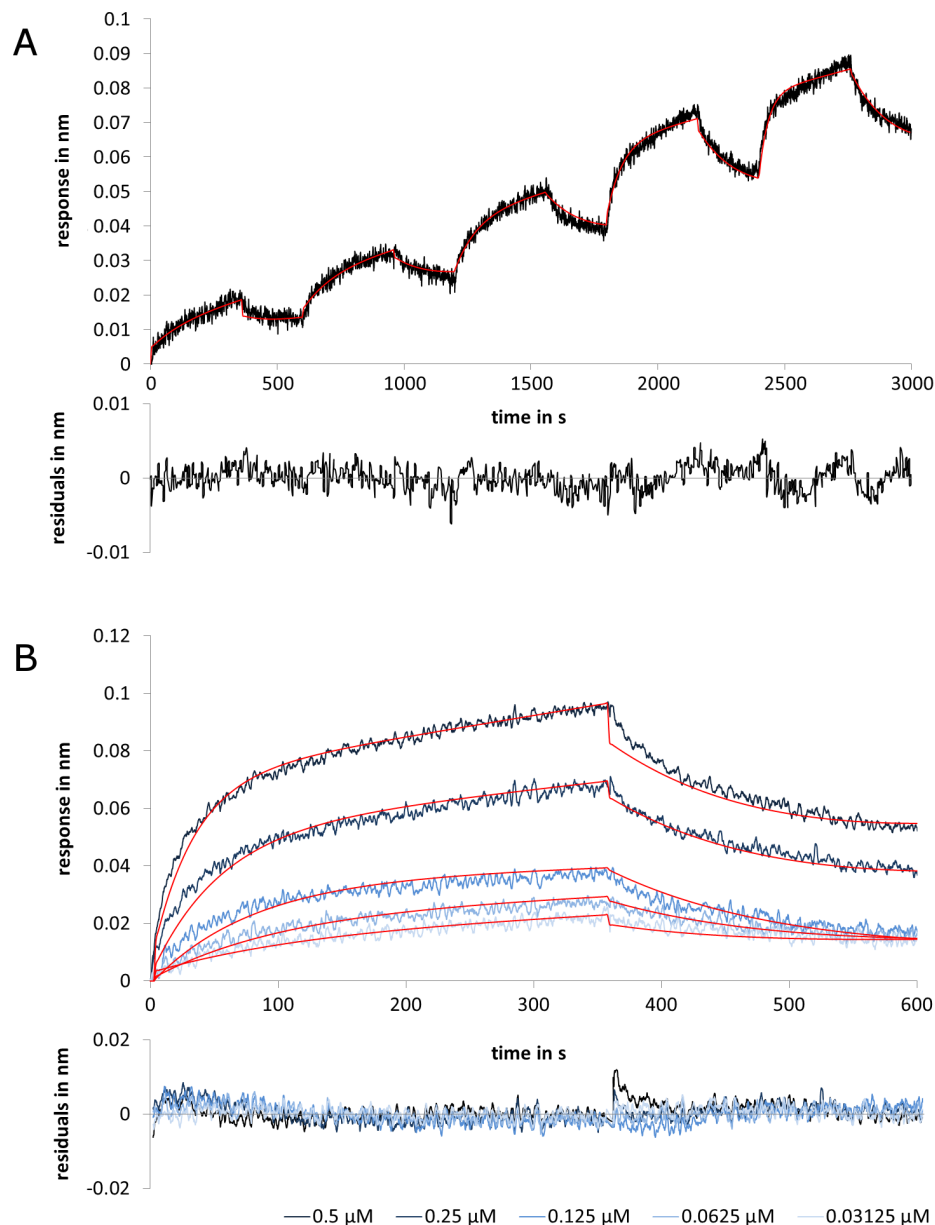 A
response in nm
0.1
0.09
0.08
0.07
0.06
0.05
0.04
0.03
0.02
0.01
0
0 500 1000 1500 2000 2500 3000
time in s
residuals in nm
0.01
0
-0.01
B
response in nm
0.12
0.1
0.08
0.06
0.04
0.02
0
0 100 200 300 400 500 600
time in s
residuals in nm
0.02
0
-0.02
0.5 µM 0.25 µM 0.125 µM 0.0625 µM 0.03125 µM